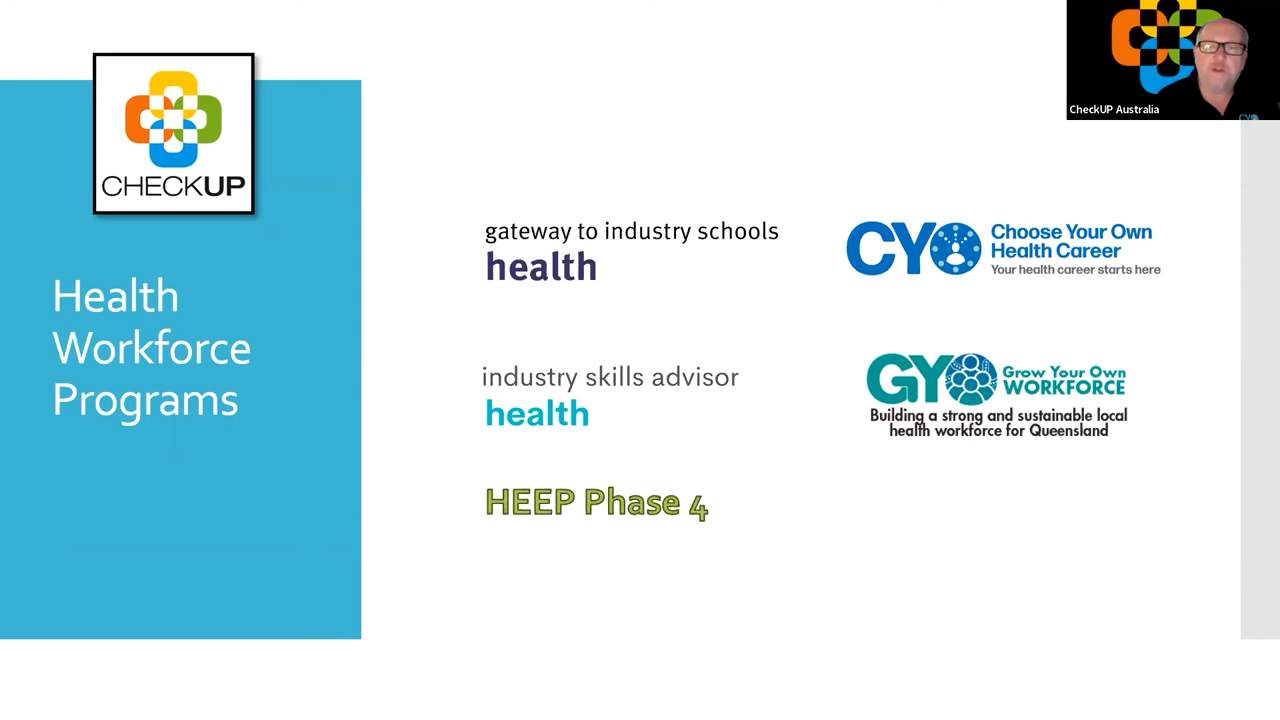 CheckUP Australia
CHECKUP
Health
Workforce
Programs
gateway to industry schools
health
CYO Choose Your Own
Health Career
Your health career starts here
industry skills advisor
health
GYO Grow Your Own
WORKFORCE
Building a strong and sustainable local
health workforce for Queensland
HEEP Phase 4
CYO